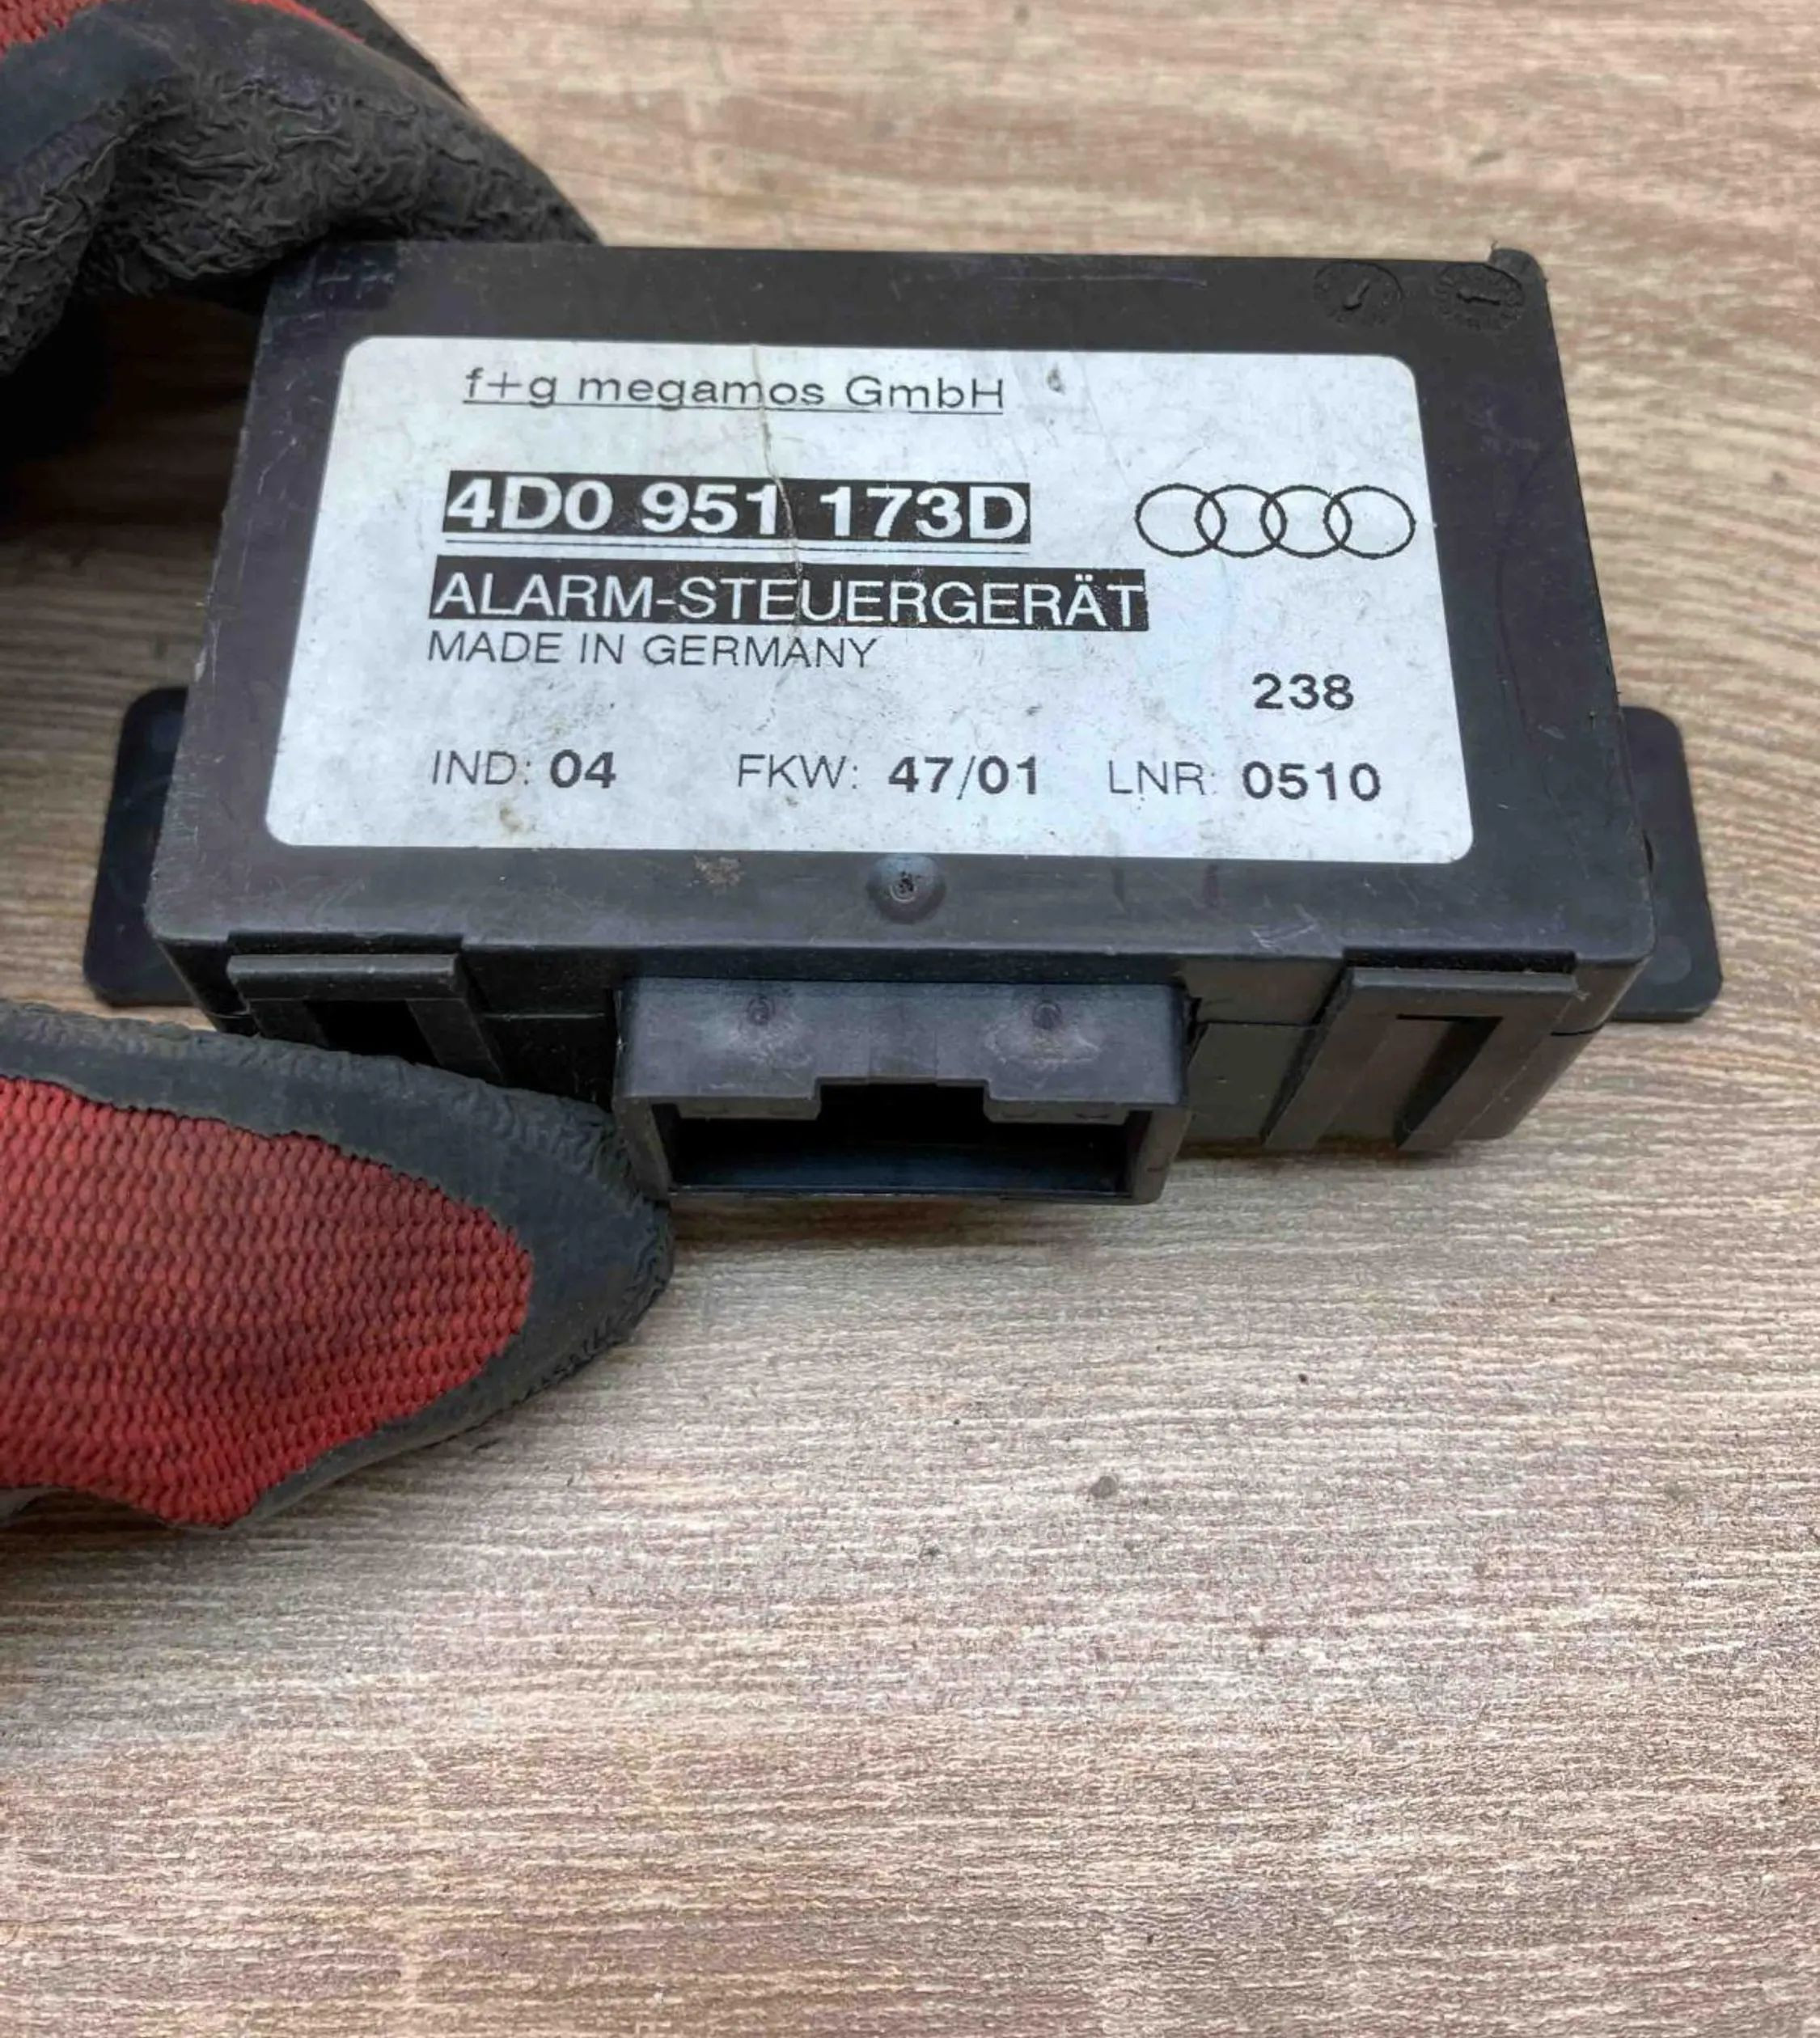 f+g megamos GmbH
4D0 951 173D
ALARM-STEUERGERÄT
MADE IN GERMANY
238
IND: 04 FKW: 47/01 LNR: 0510